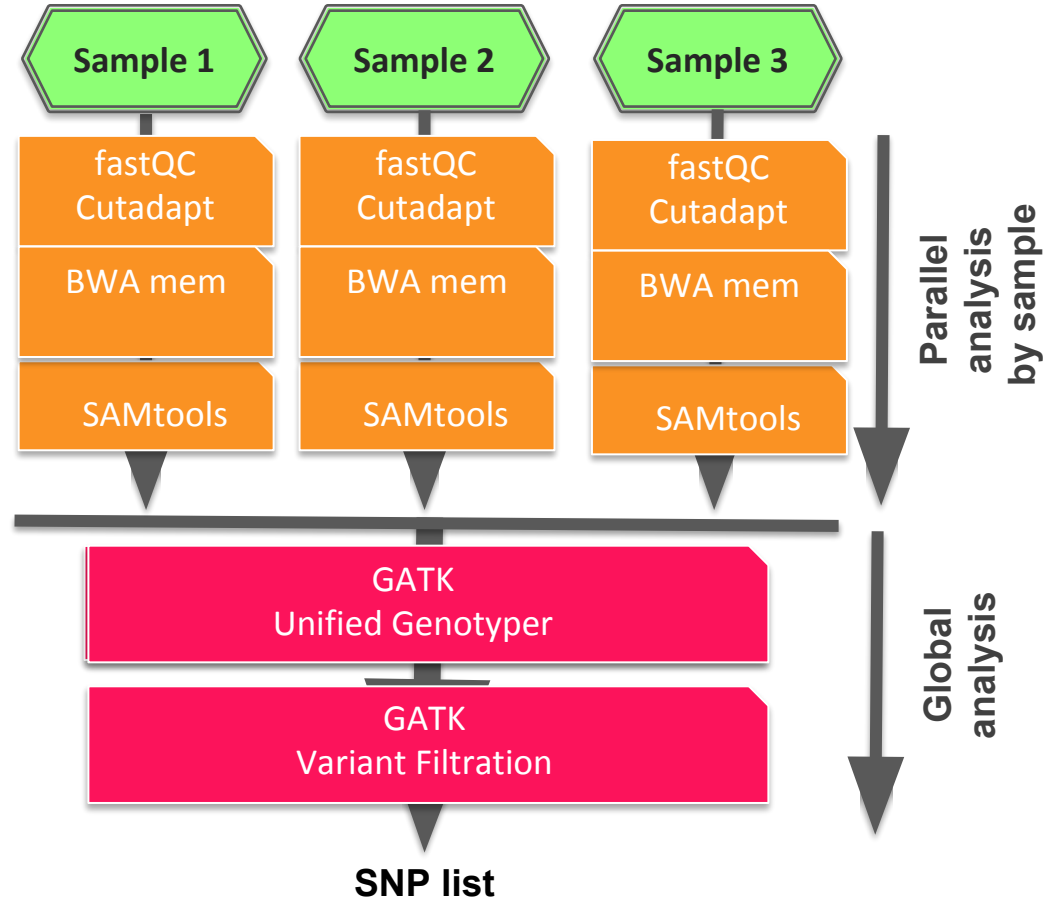 Sample 1
Sample 2
Sample 3
fastQC
Cutadapt
fastQC
Cutadapt
fastQC
Cutadapt
BWA mem
BWA mem
BWA mem
SAMtools
SAMtools
SAMtools
Parallel
analysis
by sample
GATK
Unified Genotyper
GATK
Variant Filtration
Global
analysis
SNP list